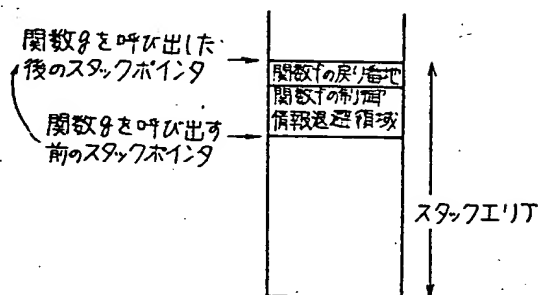 関数gを呼び出した
後のスタックポインタ
関数gを呼び出す
前のスタックポインタ
関数fの戻り番地
関数fの制御
情報退避領域
スタックエリア